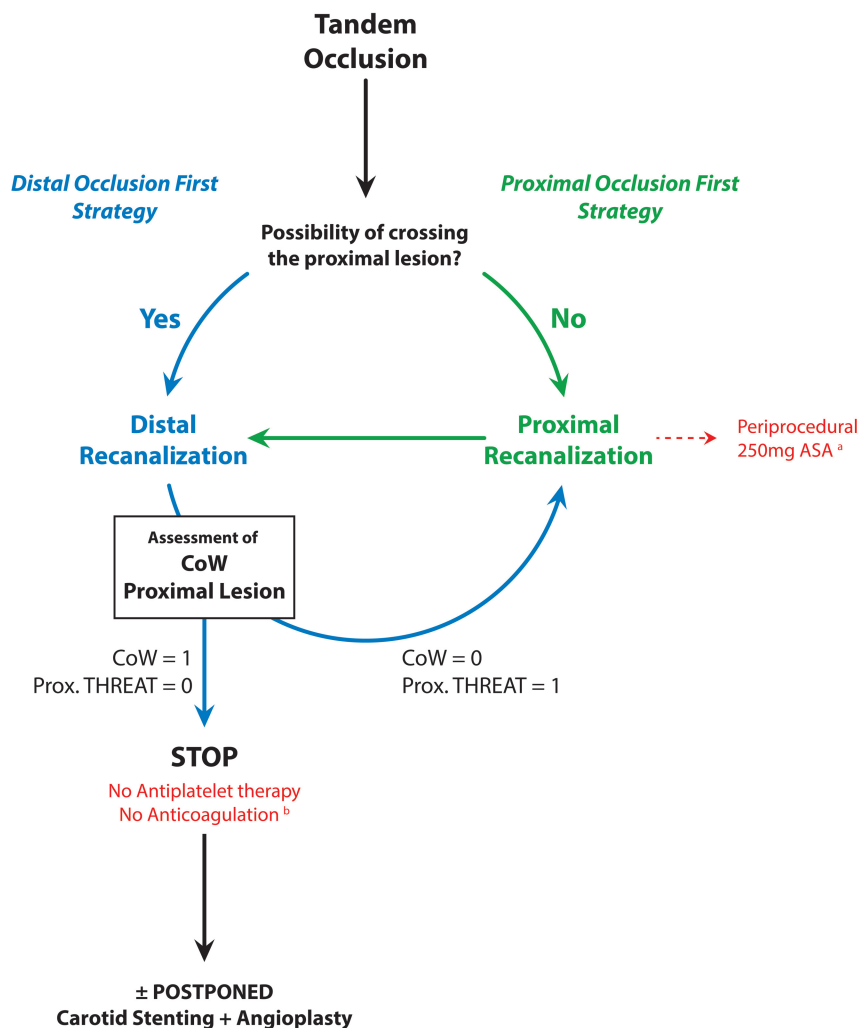 Tandem
Occlusion
Distal Occlusion First
Strategy
Proximal Occlusion First
Strategy
Possibility of crossing
the proximal lesion?
Yes
No
Distal
Recanalization
Proximal
Recanalization
Periprocedural
250mg ASA ᵃ
Assessment of
CoW
Proximal Lesion
CoW = 1
Prox. THREAT = 0
CoW = 0
Prox. THREAT = 1
STOP
No Antiplatelet therapy
No Anticoagulation ᵇ
± POSTPONED
Carotid Stenting + Angioplasty